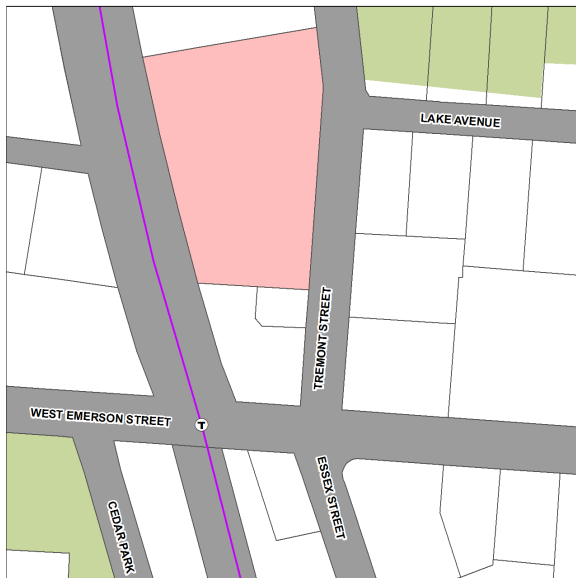 LAKE AVENUE
TREMONT STREET
WEST EMERSON STREET
T
ESSEX STREET
CEDAR PARK